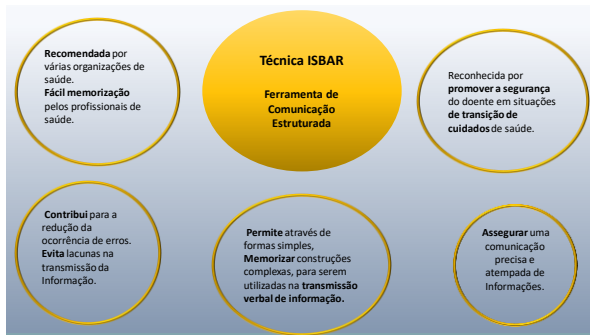 Recomendada por
várias organizações de
saúde.
Fácil memorização
pelos profissionais de
saúde.
Técnica ISBAR
Ferramenta de
Comunicação
Estruturada
Reconhecida por
promover a segurança
do doente em situações
de transição de
cuidados de saúde.
Contribui para a
redução da
ocorrência de erros.
Evita lacunas na
transmissão da
Informação.
Permite através de
formas simples,
Memorizar construções
complexas, para serem
utilizadas na transmissão
verbal de informação.
Assegurar uma
comunicação
precisa e
atempada de
Informações.